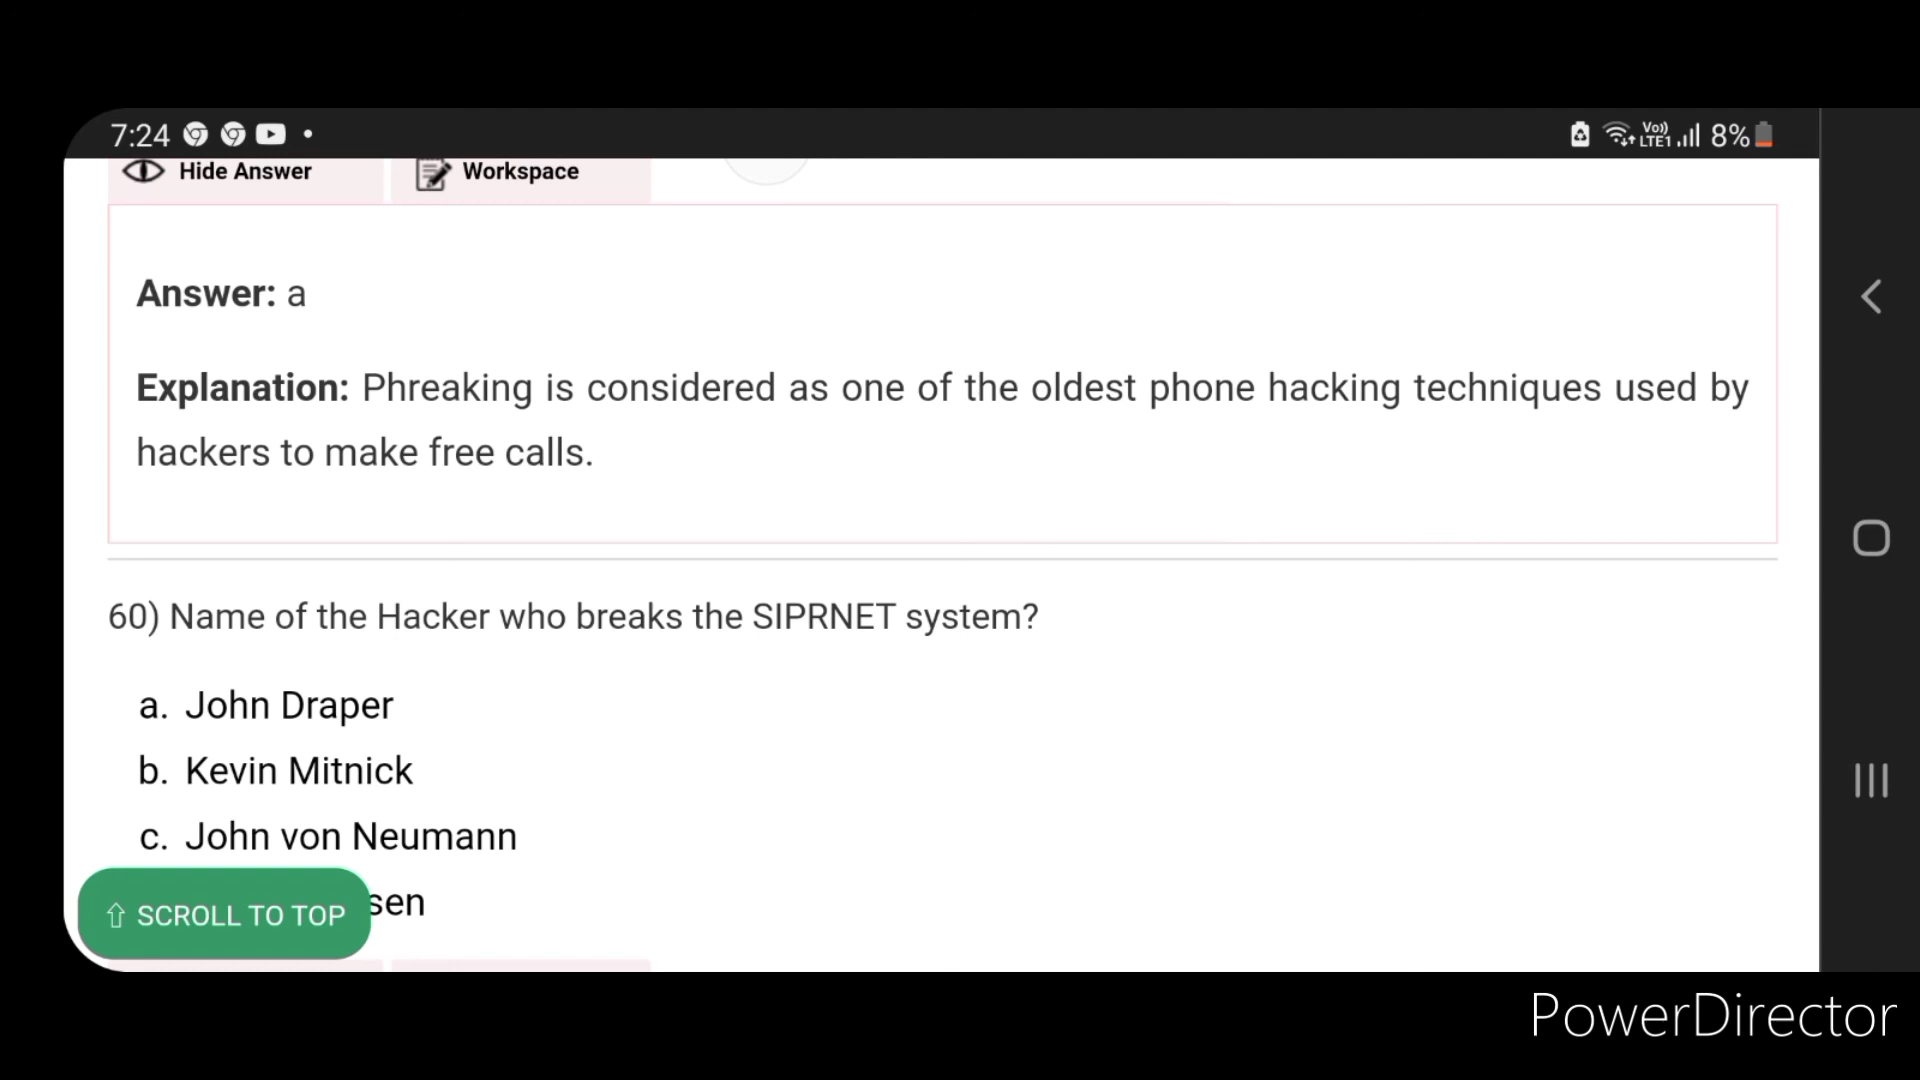 7:24
Vo))
LTE1
8%
Hide Answer
Workspace
Answer: a
Explanation: Phreaking is considered as one of the oldest phone hacking techniques used by
hackers to make free calls.
60) Name of the Hacker who breaks the SIPRNET system?
a. John Draper
b. Kevin Mitnick
c. John von Neumann
⇧ SCROLL TO TOP
PowerDirector